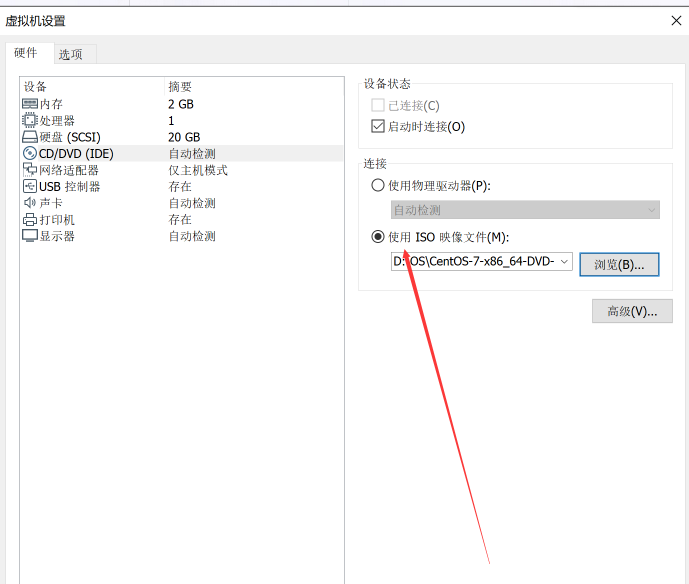 虚拟机设置
硬件 选项
设备 摘要
内存 2 GB
处理器 1
硬盘 (SCSI) 20 GB
CD/DVD (IDE) 自动检测
网络适配器 仅主机模式
USB 控制器 存在
声卡 自动检测
打印机 存在
显示器 自动检测
设备状态
已连接(C)
启动时连接(O)
连接
使用物理驱动器(P):
自动检测
使用 ISO 映像文件(M):
D:\OS\CentOS-7-x86_64-DVD- 浏览(B)...
高级(V)...